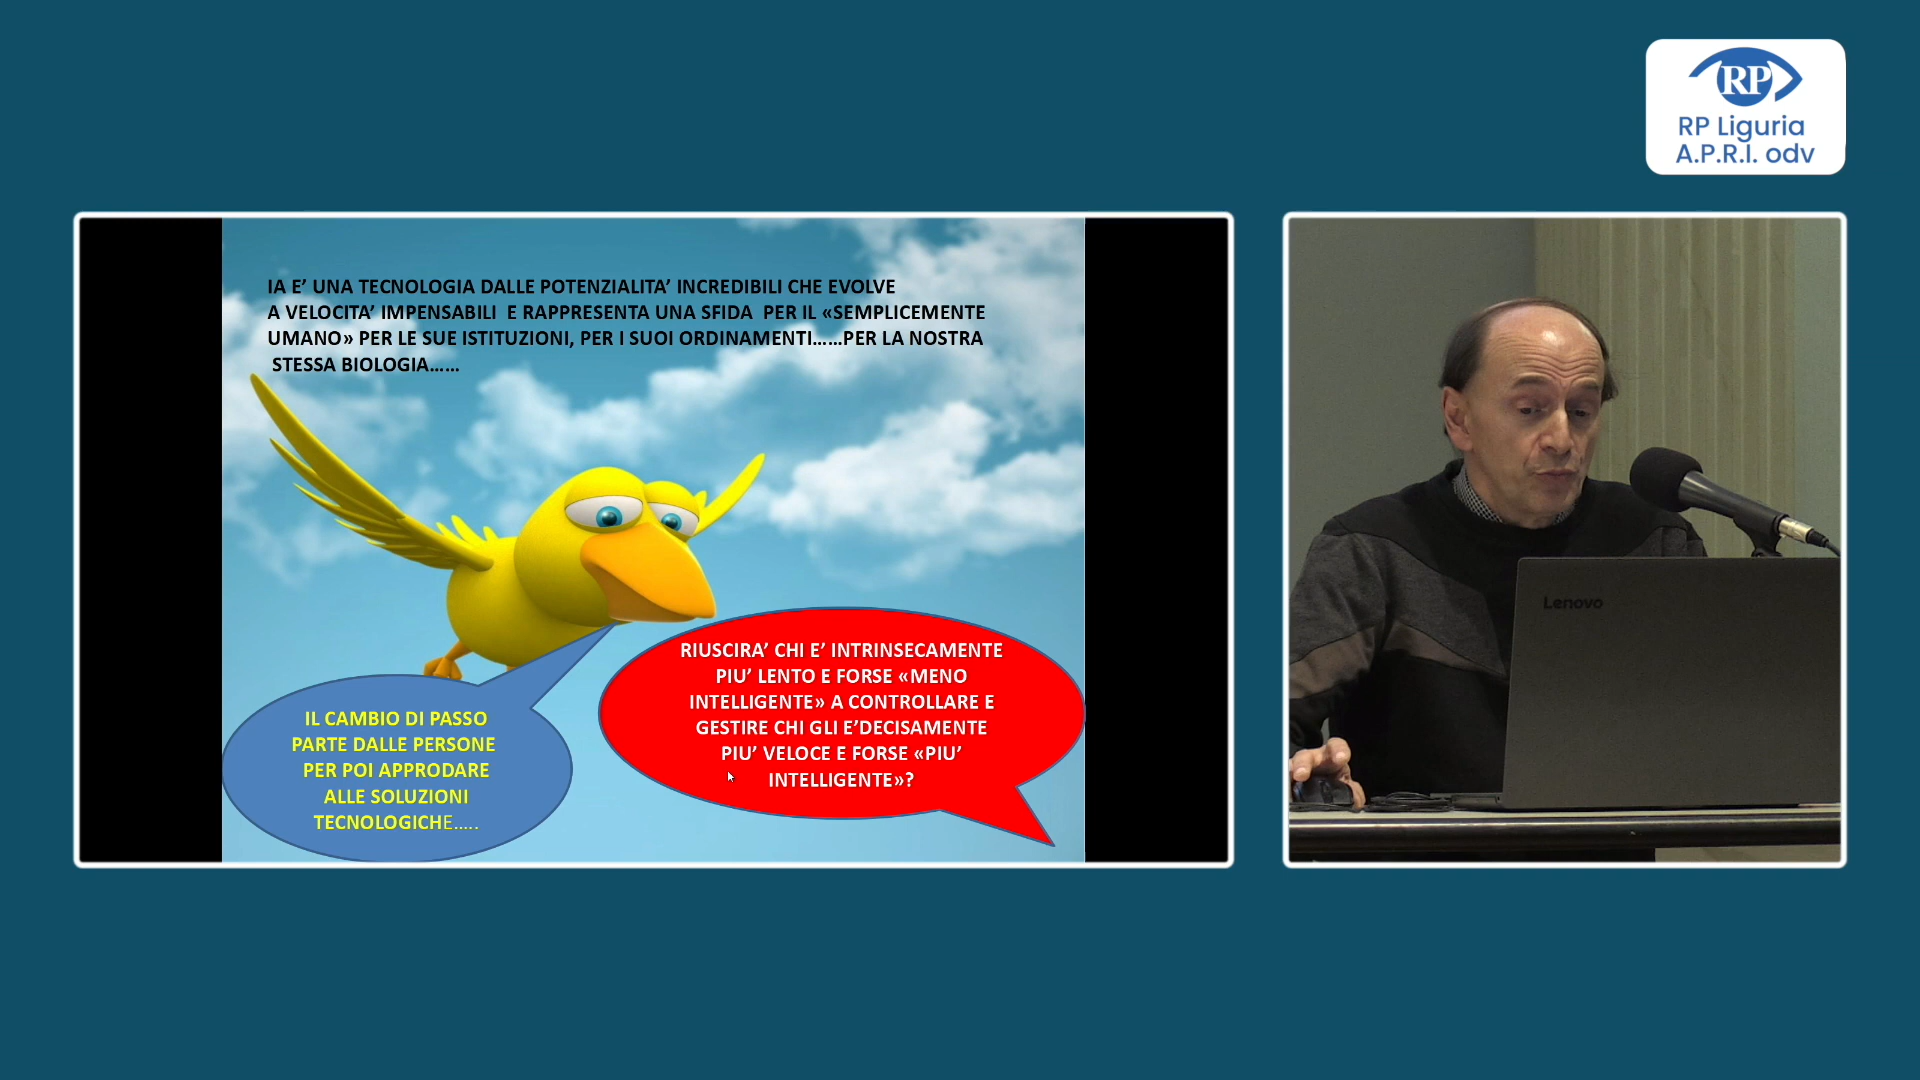 RP
RP Liguria
A.P.R.I. odv
IA E’ UNA TECNOLOGIA DALLE POTENZIALITA’ INCREDIBILI CHE EVOLVE
A VELOCITA’ IMPENSABILI E RAPPRESENTA UNA SFIDA PER IL «SEMPLICEMENTE
UMANO» PER LE SUE ISTITUZIONI, PER I SUOI ORDINAMENTI……PER LA NOSTRA
STESSA BIOLOGIA……
RIUSCIRA’ CHI E’ INTRINSECAMENTE
PIU’ LENTO E FORSE «MENO
INTELLIGENTE» A CONTROLLARE E
GESTIRE CHI GLI E’DECISAMENTE
PIU’ VELOCE E FORSE «PIU’
INTELLIGENTE»?
IL CAMBIO DI PASSO
PARTE DALLE PERSONE
PER POI APPRODARE
ALLE SOLUZIONI
TECNOLOGICHE…..
Lenovo